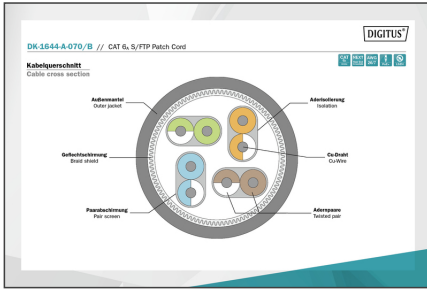 DIGITUS®
DK-1644-A-070/B // CAT 6A S/FTP Patch Cord
Kabelquerschnitt
Cable cross section
Außenmantel
Outer jacket
Aderisolierung
Isolation
Geflechtschirmung
Braid shield
Cu-Draht
Cu-Wire
Paarabschirmung
Pair screen
Aderspaare
Twisted pair